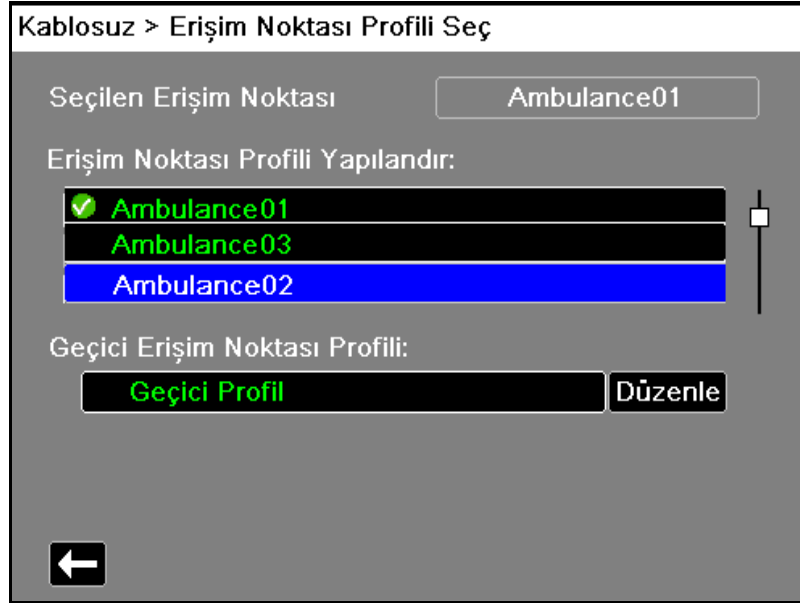 Kablosuz > Erişim Noktası Profili Seç
Seçilen Erişim Noktası Ambulance01
Erişim Noktası Profili Yapılandır:
Ambulance01
Ambulance03
Ambulance02
Geçici Erişim Noktası Profili:
Geçici Profil Düzenle